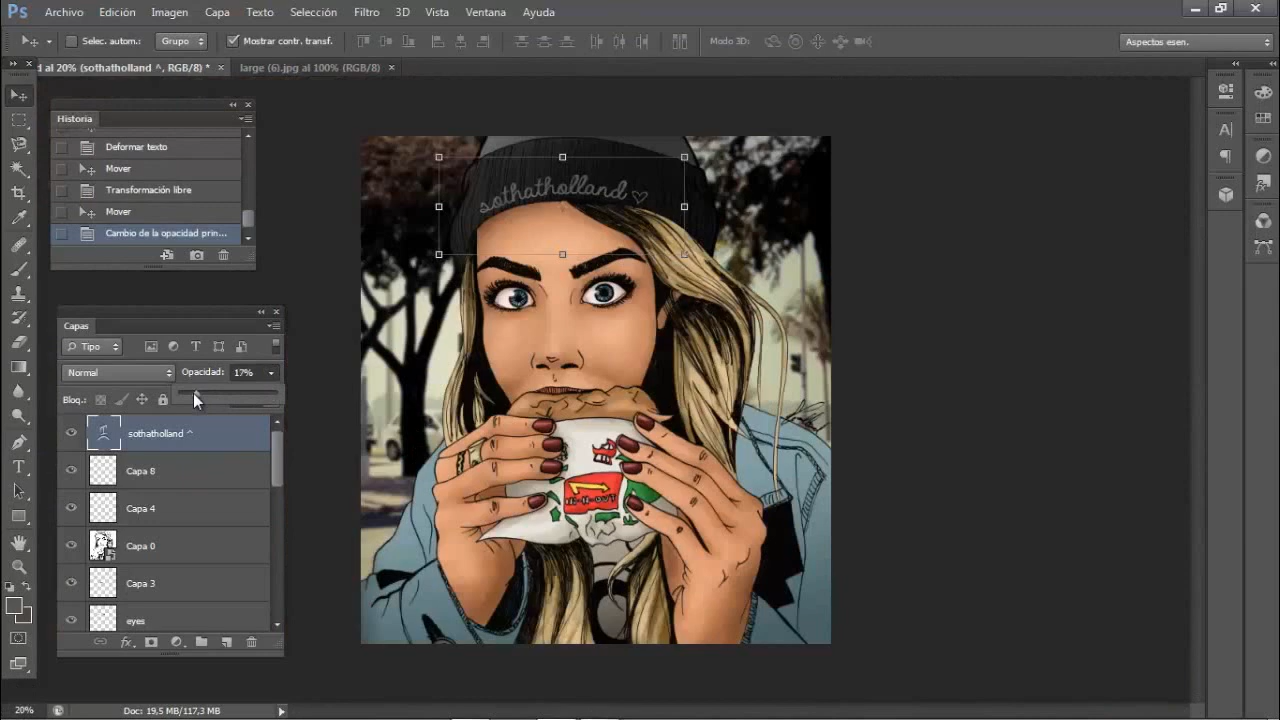 Ps Archivo Edición Imagen Capa Texto Selección Filtro 3D Vista Ventana Ayuda
Selec. autom.: Grupo Mostrar contr. transf. Modo 3D: Aspectos esen.
d al 20% (sothatholland ^, RGB/8) * × large (6).jpg al 100% (RGB/8) ×
Historia
Deformar texto
Mover
Transformación libre
Mover
Cambio de la opacidad prin...
sothatholland ♡
Capas
Tipo
Normal Opacidad: 17%
Bloq.:
sothatholland ^
Capa 8
Capa 4
Capa 0
Capa 3
eyes
IN-N-OUT
20% Doc: 19,5 MB/117,3 MB